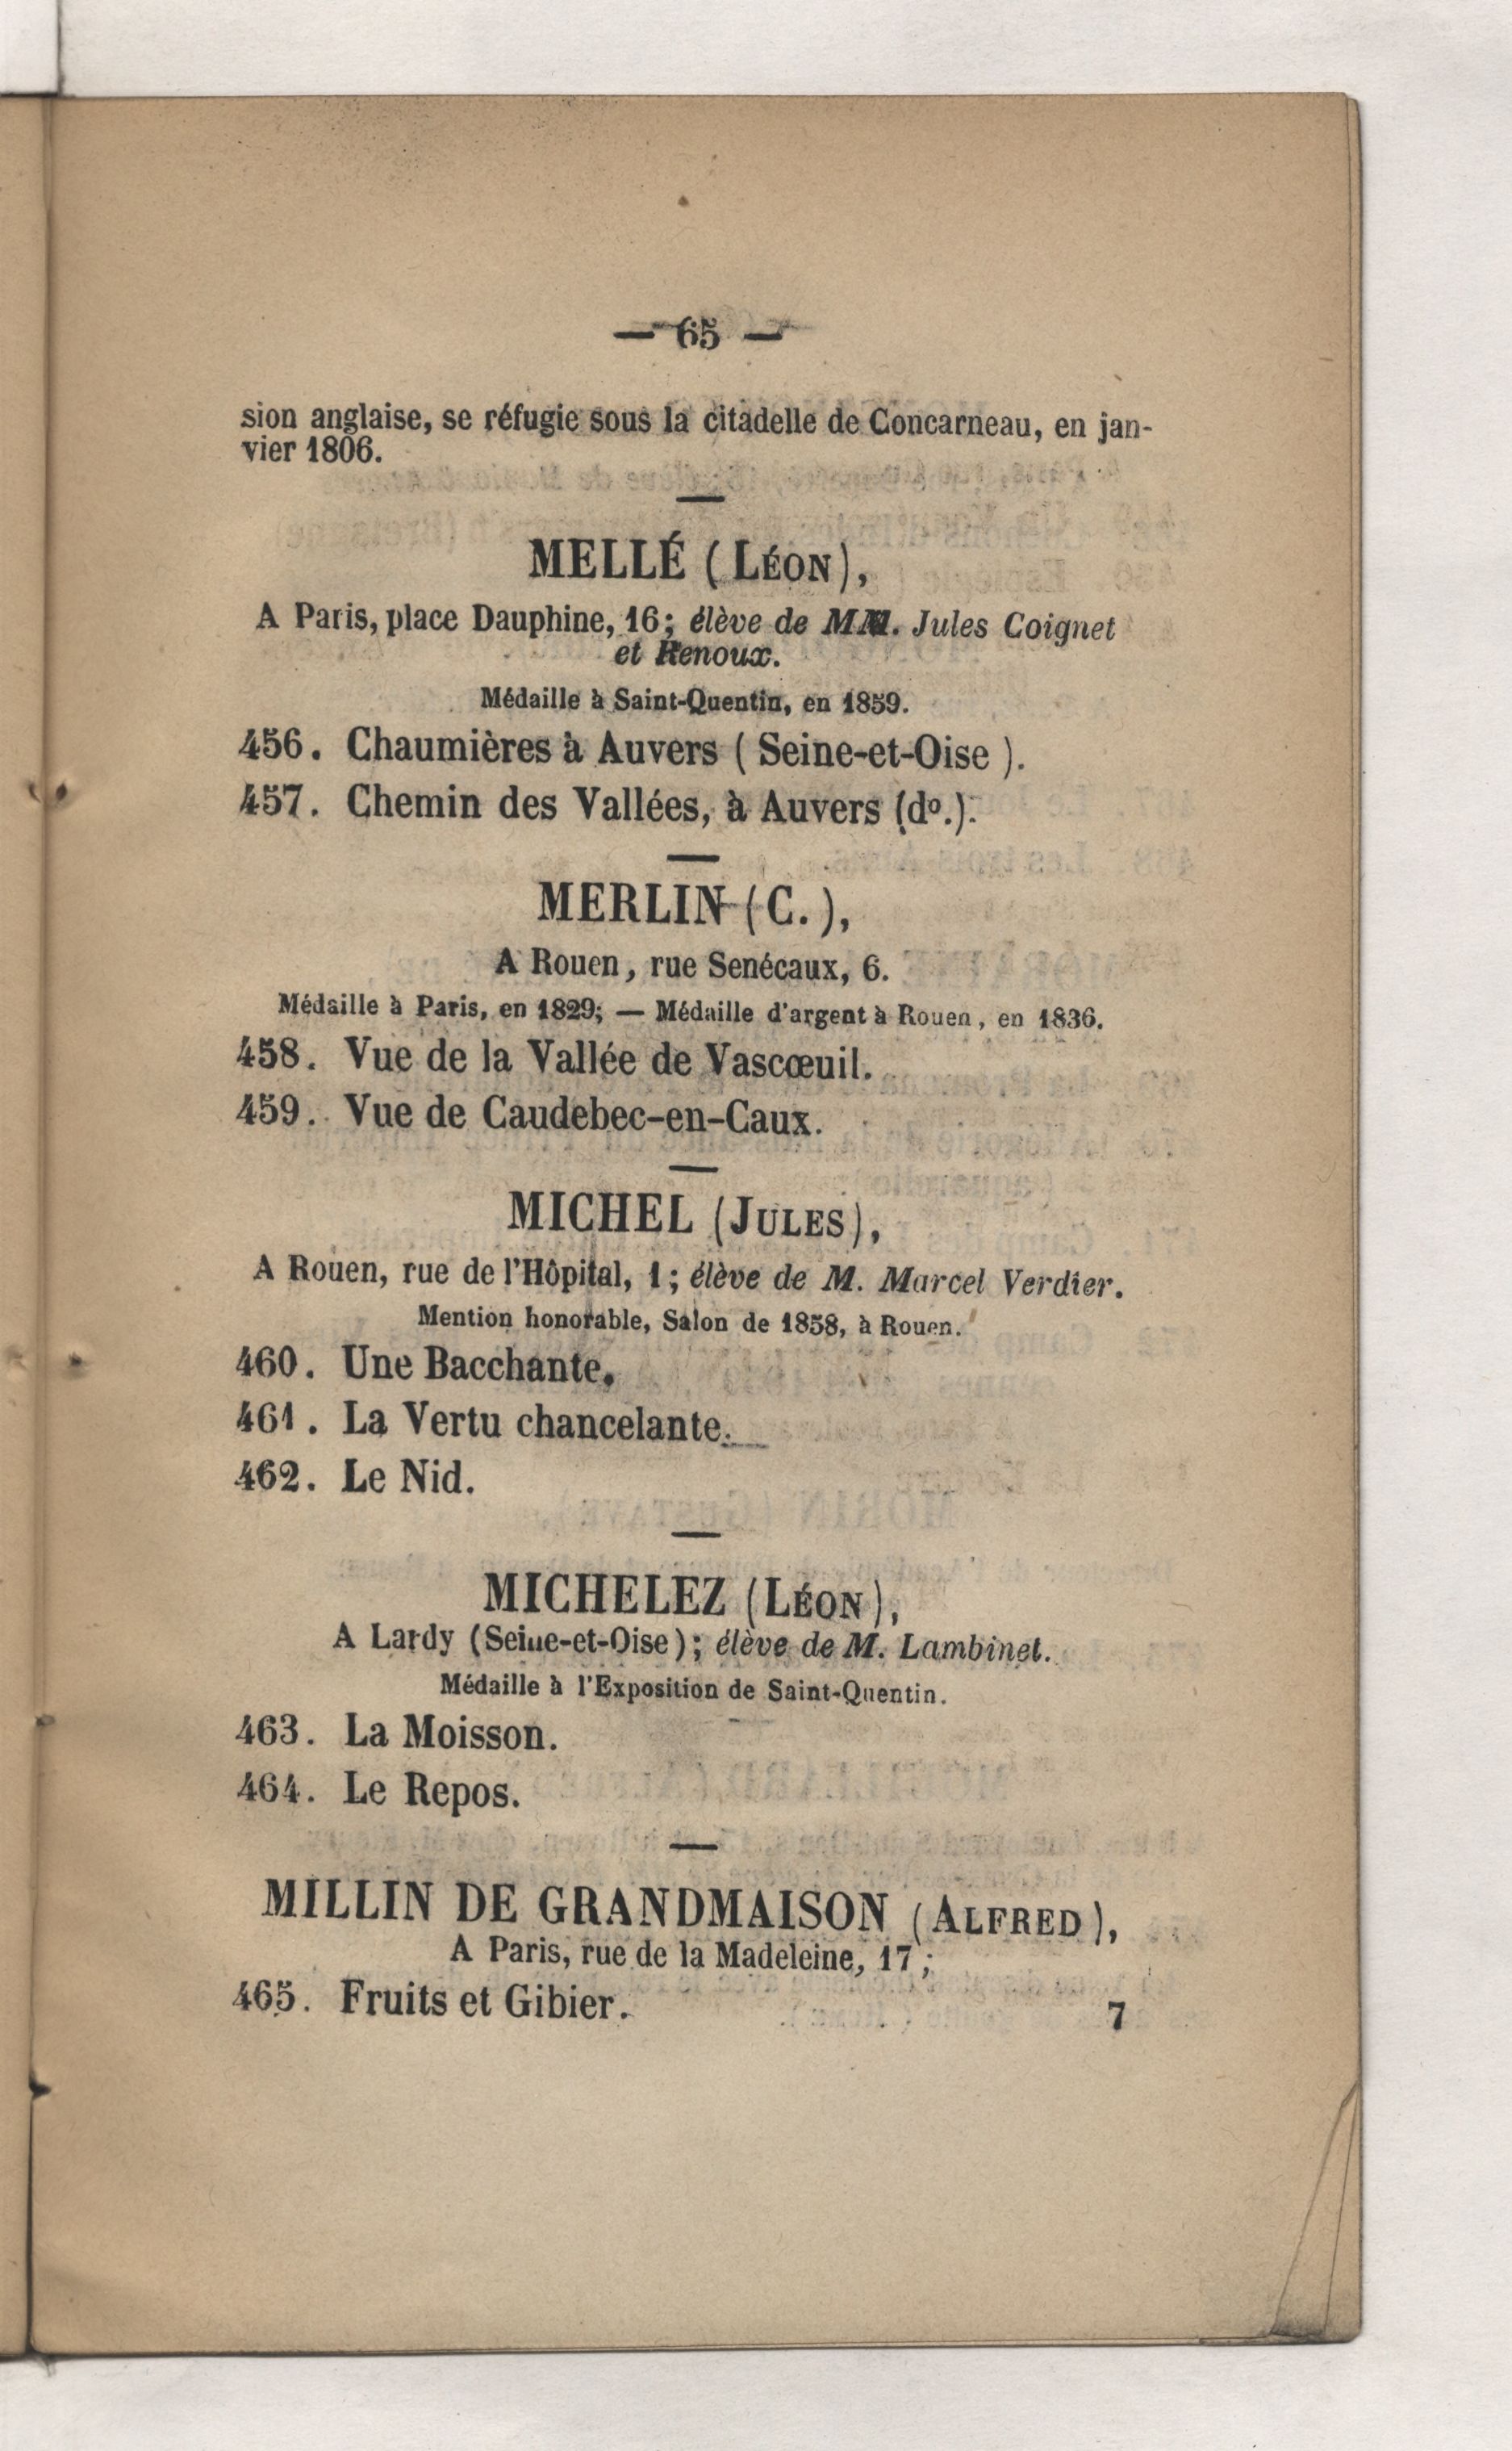 — 65 —
sion anglaise, se réfugie sous la citadelle de Concarneau, en jan-
vier 1806.
MELLÉ (LÉON),
A Paris, place Dauphine, 16; élève de MM. Jules Coignet
et Renoux.
Médaille à Saint-Quentin, en 1859.
456. Chaumières à Auvers (Seine-et-Oise).
457. Chemin des Vallées, à Auvers (dº.).
MERLIN (C.),
A Rouen, rue Senécaux, 6.
Médaille à Paris, en 1829; — Médaille d'argent à Rouen, en 1836.
458. Vue de la Vallée de Vascœuil.
459. Vue de Caudebec-en-Caux.
MICHEL (JULES),
A Rouen, rue de l'Hôpital, 1; élève de M. Marcel Verdier.
Mention honorable, Salon de 1858, à Rouen.
460. Une Bacchante.
461. La Vertu chancelante.
462. Le Nid.
MICHELEZ (LÉON),
A Lardy (Seine-et-Oise); élève de M. Lambinet.
Médaille à l'Exposition de Saint-Quentin.
463. La Moisson.
464. Le Repos.
MILLIN DE GRANDMAISON (ALFRED),
A Paris, rue de la Madeleine, 17;
465. Fruits et Gibier.
7